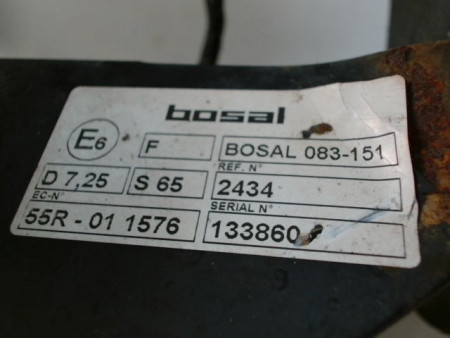 bosal
E6 F BOSAL 083-151
REF. N°
D 7,25 S 65 2434
EC-N° SERIAL N°
55R - 01 1576 133860